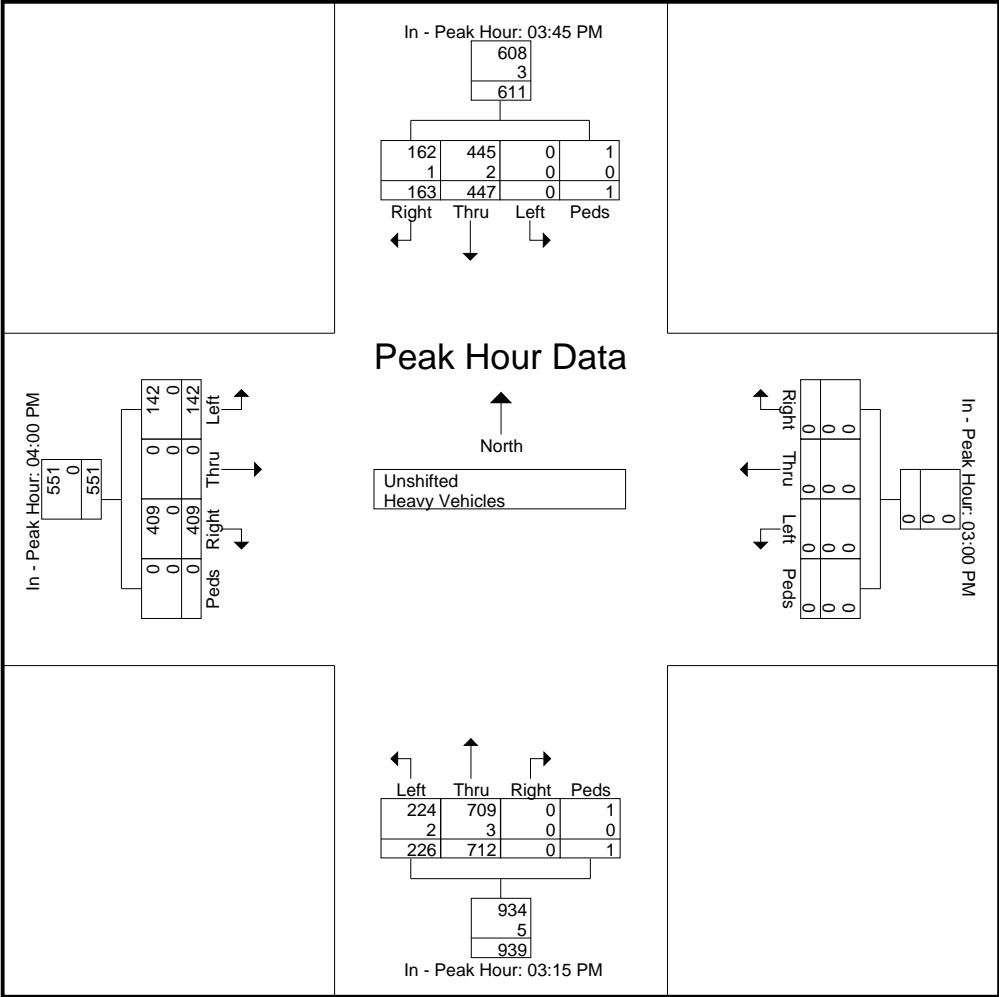 In - Peak Hour: 03:45 PM
608
3
611
162 445 0 1
1 2 0 0
163 447 0 1
Right Thru Left Peds
Peak Hour Data
North
Unshifted
Heavy Vehicles
In - Peak Hour: 04:00 PM
551
0
551
Left 142 0 142
Thru 0 0 0
Right 409 0 409
Peds 0 0 0
Right 0 0 0
Thru 0 0 0
Left 0 0 0
Peds 0 0 0
0
0
0
In - Peak Hour: 03:00 PM
Left Thru Right Peds
224 709 0 1
2 3 0 0
226 712 0 1
934
5
939
In - Peak Hour: 03:15 PM